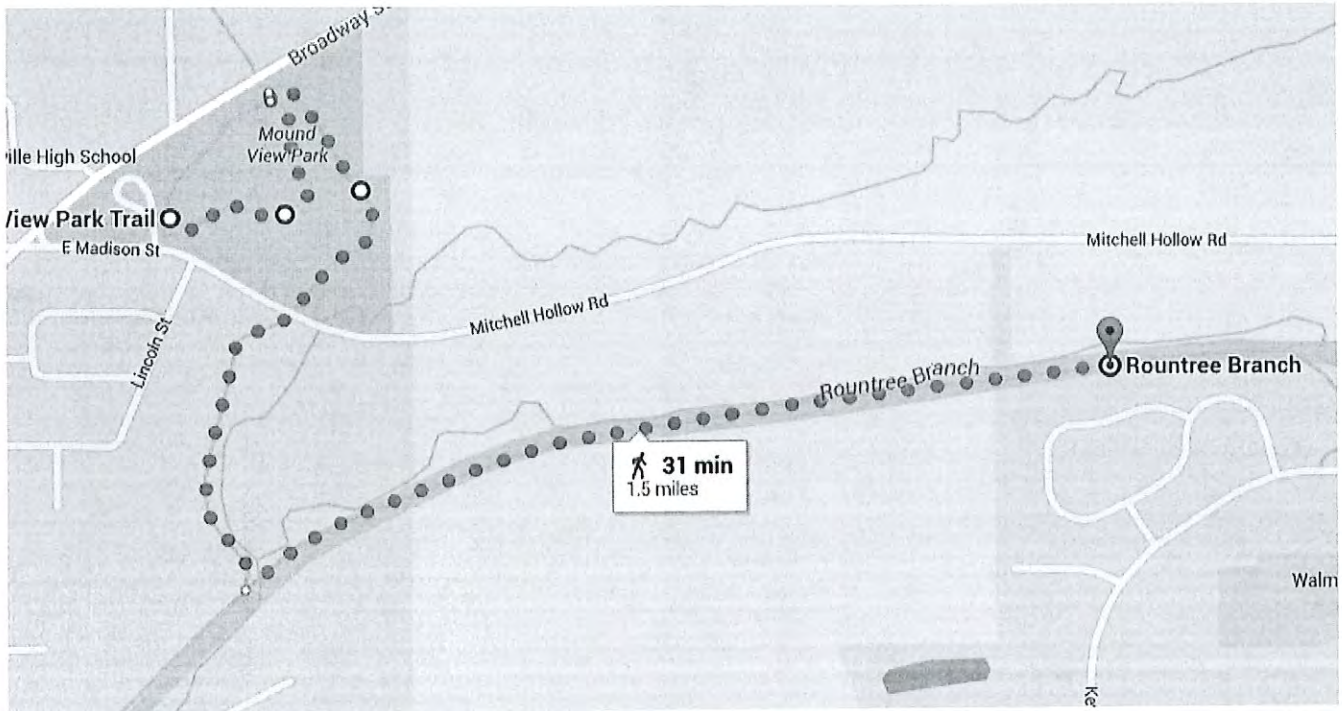 Broadway S
Mound
View Park
ville High School
View Park Trail
E Madison St
Lincoln St
Mitchell Hollow Rd
Mitchell Hollow Rd
Rountree Branch
Rountree Branch
31 min
1.5 miles
Walm
Ke